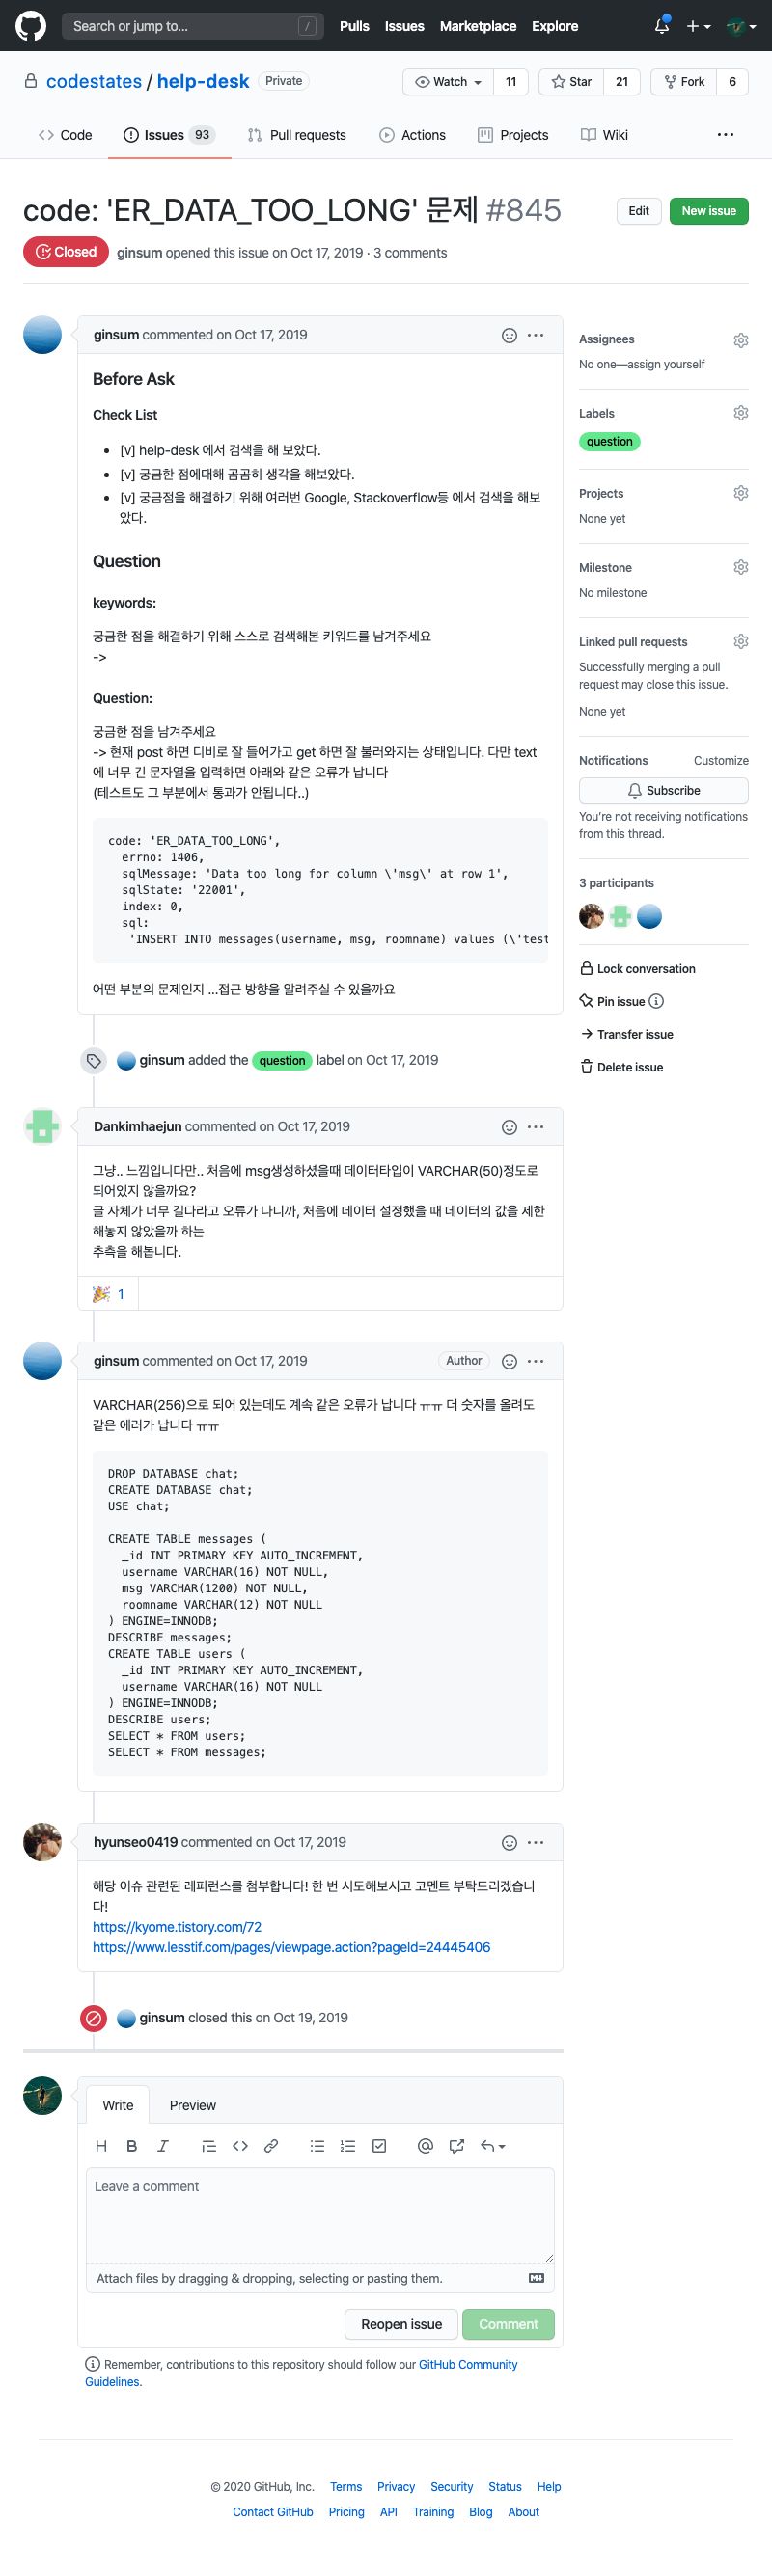 Search or jump to... /
Pulls Issues Marketplace Explore
codestates / help-desk Private
Watch 11 Star 21 Fork 6
Code Issues 93 Pull requests Actions Projects Wiki ...
code: 'ER_DATA_TOO_LONG' 문제 #845
Edit New issue
Closed ginsum opened this issue on Oct 17, 2019 · 3 comments
ginsum commented on Oct 17, 2019
Before Ask
Check List
• [v] help-desk 에서 검색을 해 보았다.
• [v] 궁금한 점에대해 곰곰히 생각을 해보았다.
• [v] 궁금점을 해결하기 위해 여러번 Google, Stackoverflow등 에서 검색을 해보
았다.
Question
keywords:
궁금한 점을 해결하기 위해 스스로 검색해본 키워드를 남겨주세요
->
Question:
궁금한 점을 남겨주세요
-> 현재 post 하면 디비로 잘 들어가고 get 하면 잘 불러와지는 상태입니다. 다만 text
에 너무 긴 문자열을 입력하면 아래와 같은 오류가 납니다
(테스트도 그 부분에서 통과가 안됩니다..)
code: 'ER_DATA_TOO_LONG',
errno: 1406,
sqlMessage: 'Data too long for column \'msg\' at row 1',
sqlState: '22001',
index: 0,
sql:
'INSERT INTO messages(username, msg, roomname) values (\'test
어떤 부분의 문제인지 ...접근 방향을 알려주실 수 있을까요
Assignees
No one—assign yourself
Labels
question
Projects
None yet
Milestone
No milestone
Linked pull requests
Successfully merging a pull
request may close this issue.
None yet
Notifications Customize
Subscribe
You're not receiving notifications
from this thread.
3 participants
Lock conversation
Pin issue
Transfer issue
Delete issue
ginsum added the question label on Oct 17, 2019
Dankimhaejun commented on Oct 17, 2019
그냥.. 느낌입니다만.. 처음에 msg생성하셨을때 데이터타입이 VARCHAR(50)정도로
되어있지 않을까요?
글 자체가 너무 길다라고 오류가 나니까, 처음에 데이터 설정했을 때 데이터의 값을 제한
해놓지 않았을까 하는
추측을 해봅니다.
1
ginsum commented on Oct 17, 2019 Author
VARCHAR(256)으로 되어 있는데도 계속 같은 오류가 납니다 ㅠㅠ 더 숫자를 올려도
같은 에러가 납니다 ㅠㅠ
DROP DATABASE chat;
CREATE DATABASE chat;
USE chat;
CREATE TABLE messages (
_id INT PRIMARY KEY AUTO_INCREMENT,
username VARCHAR(16) NOT NULL,
msg VARCHAR(1200) NOT NULL,
roomname VARCHAR(12) NOT NULL
) ENGINE=INNODB;
DESCRIBE messages;
CREATE TABLE users (
_id INT PRIMARY KEY AUTO_INCREMENT,
username VARCHAR(16) NOT NULL
) ENGINE=INNODB;
DESCRIBE users;
SELECT * FROM users;
SELECT * FROM messages;
hyunseo0419 commented on Oct 17, 2019
해당 이슈 관련된 레퍼런스를 첨부합니다! 한 번 시도해보시고 코멘트 부탁드리겠습니
다!
https://kyome.tistory.com/72
https://www.lesstif.com/pages/viewpage.action?pageId=24445406
ginsum closed this on Oct 19, 2019
Write Preview
Leave a comment
Attach files by dragging & dropping, selecting or pasting them.
Reopen issue Comment
Remember, contributions to this repository should follow our GitHub Community
Guidelines.
© 2020 GitHub, Inc. Terms Privacy Security Status Help
Contact GitHub Pricing API Training Blog About